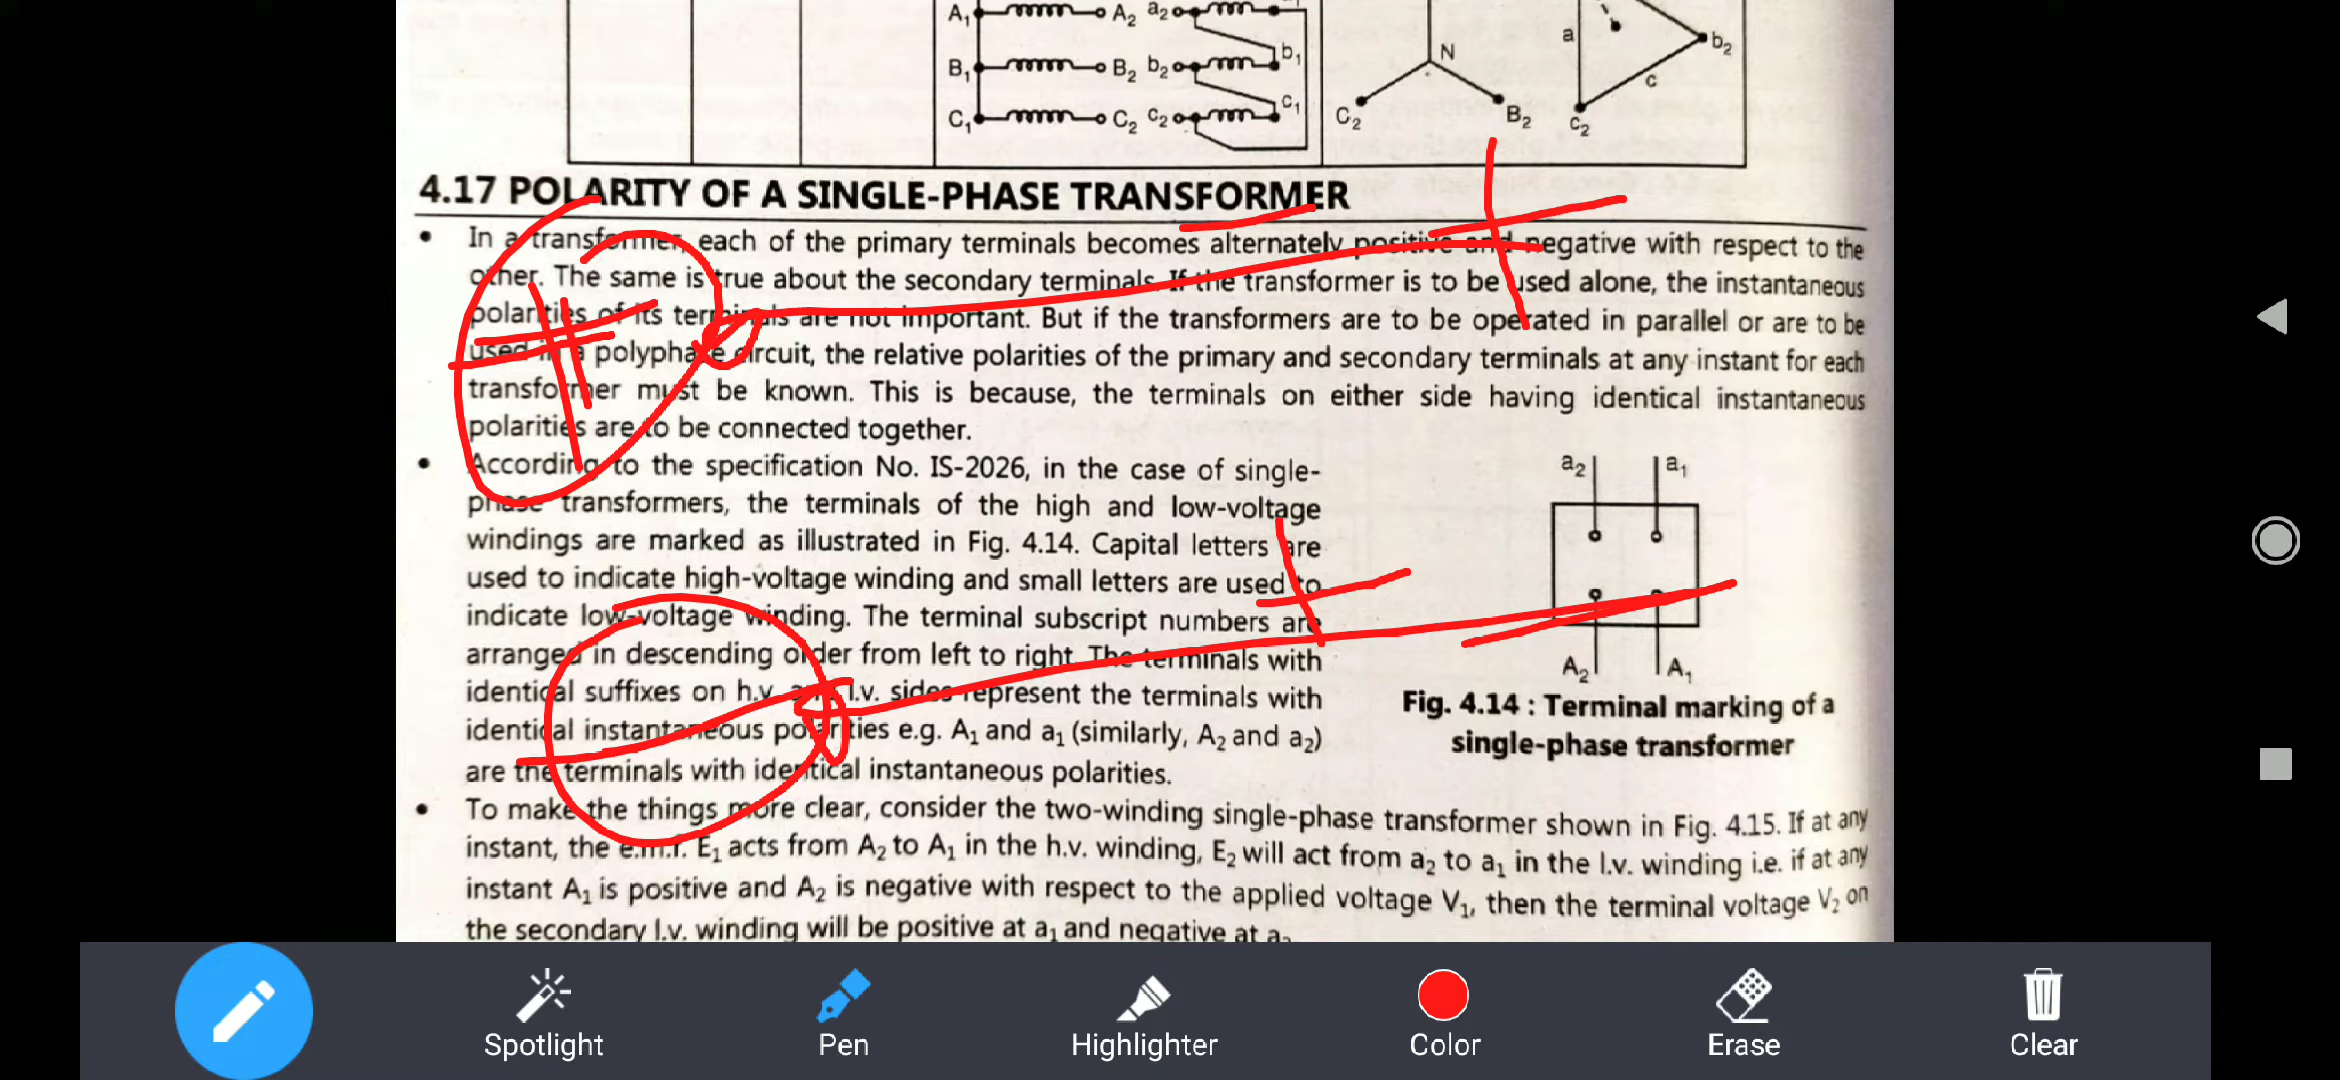 A₁ A₂ a₂
B₁ B₂ b₂ b₁
C₁ C₂ c₂ c₁
N
C₂ B₂
a
b₂
c
c₂
4.17 POLARITY OF A SINGLE-PHASE TRANSFORMER
• In a transformer, each of the primary terminals becomes alternately positive and negative with respect to the
other. The same is true about the secondary terminals. If the transformer is to be used alone, the instantaneous
polarities of its terminals are not important. But if the transformers are to be operated in parallel or are to be
used in a polyphase circuit, the relative polarities of the primary and secondary terminals at any instant for each
transformer must be known. This is because, the terminals on either side having identical instantaneous
polarities are to be connected together.
• According to the specification No. IS-2026, in the case of single-
phase transformers, the terminals of the high and low-voltage
windings are marked as illustrated in Fig. 4.14. Capital letters are
used to indicate high-voltage winding and small letters are used to
indicate low-voltage winding. The terminal subscript numbers are
arranged in descending order from left to right. The terminals with
identical suffixes on h.v. and l.v. sides represent the terminals with
identical instantaneous polarities e.g. A₁ and a₁ (similarly, A₂ and a₂)
are the terminals with identical instantaneous polarities.
a₂ a₁
A₂ A₁
Fig. 4.14 : Terminal marking of a
single-phase transformer
• To make the things more clear, consider the two-winding single-phase transformer shown in Fig. 4.15. If at any
instant, the e.m.f. E₁ acts from A₂ to A₁ in the h.v. winding, E₂ will act from a₂ to a₁ in the l.v. winding i.e. if at any
instant A₁ is positive and A₂ is negative with respect to the applied voltage V₁, then the terminal voltage V₂ on
the secondary l.v. winding will be positive at a₁ and negative at a₂
Spotlight Pen Highlighter Color Erase Clear